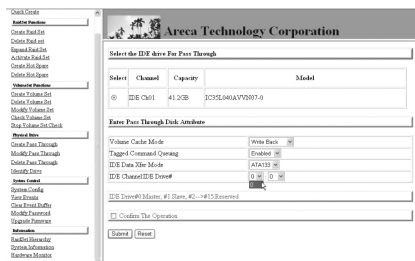 Quick Create
RaidSet Functions
Create Raid Set
Delete Raid set
Expand Raid Set
Activate Raid Set
Create Hot Spare
Delete Hot Spare
VolumeSet Functions
Create Volume Set
Delete Volume Set
Modify Volume Set
Check Volume Set
Stop Volume Set Check
Physical Drive
Create Pass Through
Modify Pass Through
Delete Pass Through
Identify Drive
System Control
System Config
View Events
Clear Event Buffer
Modify Password
Upgrade Firmware
Information
RaidSet Hierarchy
System Information
Hardware Monitor
Areca Technology Corporation
Select the IDE drive For Pass Through
Select Channel Capacity Model
IDE Ch01 41.2GB IC35L040AVVN07-0
Enter Pass Through Disk Attribute
Volume Cache Mode Write Back
Tagged Command Queuing Enabled
IDE Data Xfer Mode ATA133
IDE Channel:IDE Drive# 0 0
0
IDE Drive#0:Master, #1:Slave, #2-->#15:Reserved
Confirm The Operation
Submit Reset